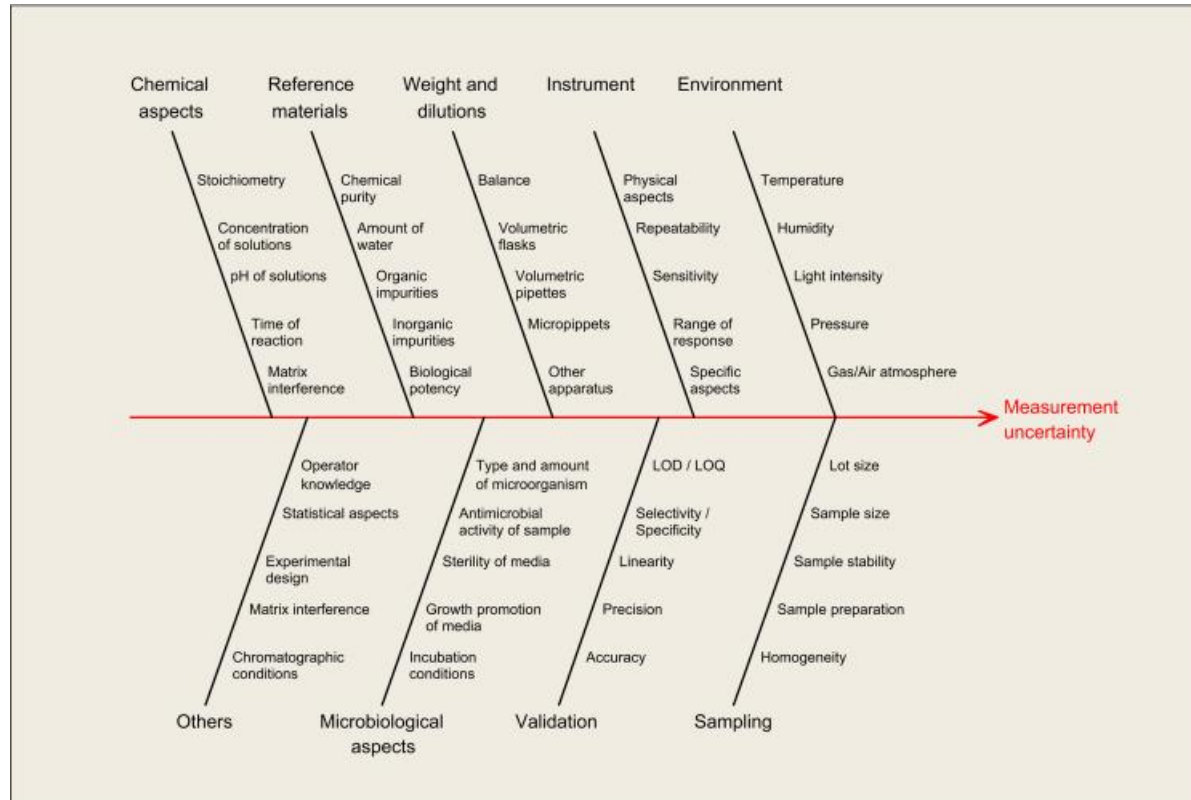 Chemical
aspects
Reference
materials
Weight and
dilutions
Instrument
Environment
Stoichiometry
Concentration
of solutions
pH of solutions
Time of
reaction
Matrix
interference
Chemical
purity
Amount of
water
Organic
impurities
Inorganic
impurities
Biological
potency
Balance
Volumetric
flasks
Volumetric
pipettes
Micropippets
Other
apparatus
Physical
aspects
Repeatability
Sensitivity
Range of
response
Specific
aspects
Temperature
Humidity
Light intensity
Pressure
Gas/Air atmosphere
Measurement
uncertainty
Operator
knowledge
Statistical aspects
Experimental
design
Matrix interference
Chromatographic
conditions
Others
Type and amount
of microorganism
Antimicrobial
activity of sample
Sterility of media
Growth promotion
of media
Incubation
conditions
Microbiological
aspects
LOD / LOQ
Selectivity /
Specificity
Linearity
Precision
Accuracy
Validation
Lot size
Sample size
Sample stability
Sample preparation
Homogeneity
Sampling